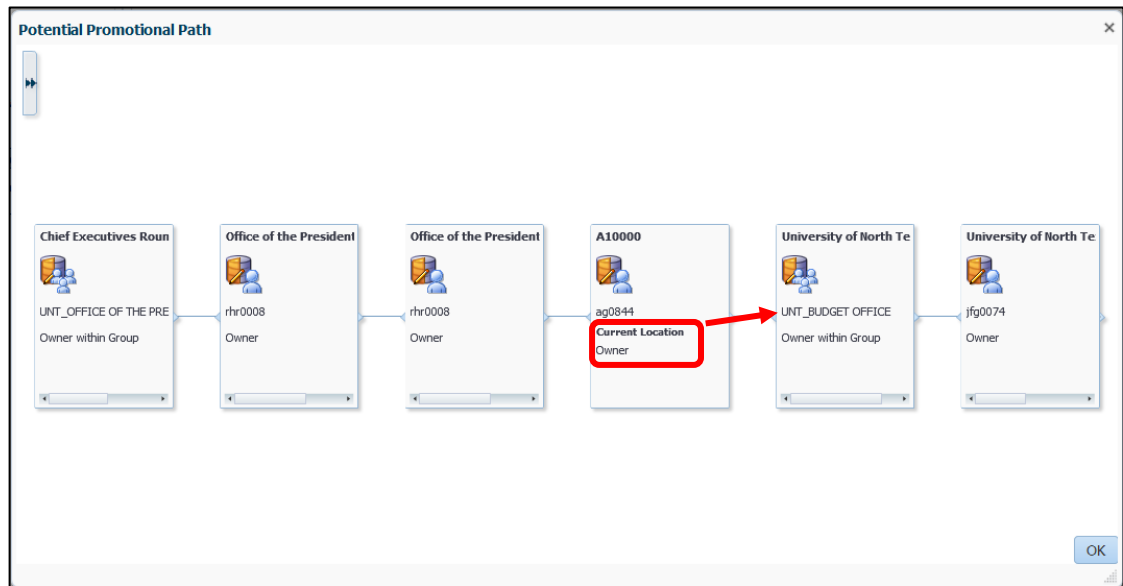 Potential Promotional Path
Chief Executives Roun
UNT_OFFICE OF THE PRE
Owner within Group
Office of the President
rhr0008
Owner
Office of the President
rhr0008
Owner
A10000
ag0844
Current Location
Owner
University of North Te
UNT_BUDGET OFFICE
Owner within Group
University of North Te
jfg0074
Owner
OK